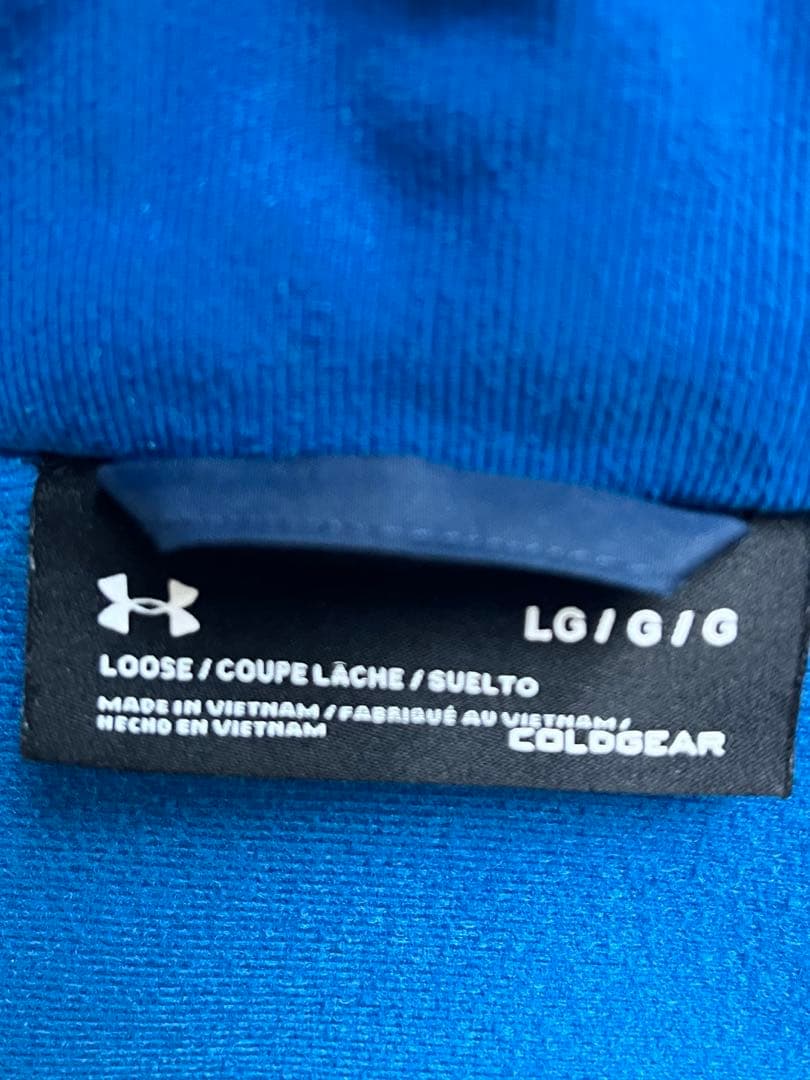 LG / G / G
LOOSE / COUPE LÂCHE / SUELTO
MADE IN VIETNAM / FABRIQUÉ AU VIETNAM /
HECHO EN VIETNAM
COLDGEAR